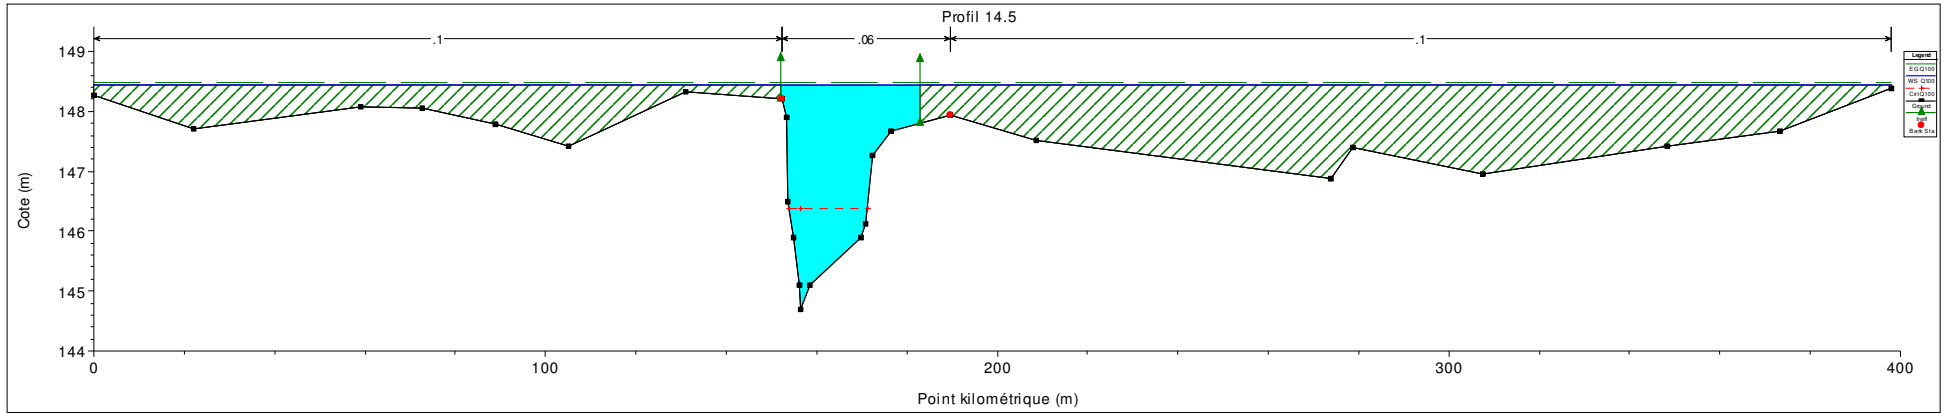 Profil 14.5
.1
.06
.1
149
148
147
146
145
144
Cote (m)
0
100
200
300
400
Point kilométrique (m)
Legend
EG Q100
WS Q100
Crit Q100
Ground
Ineff
Bank Sta